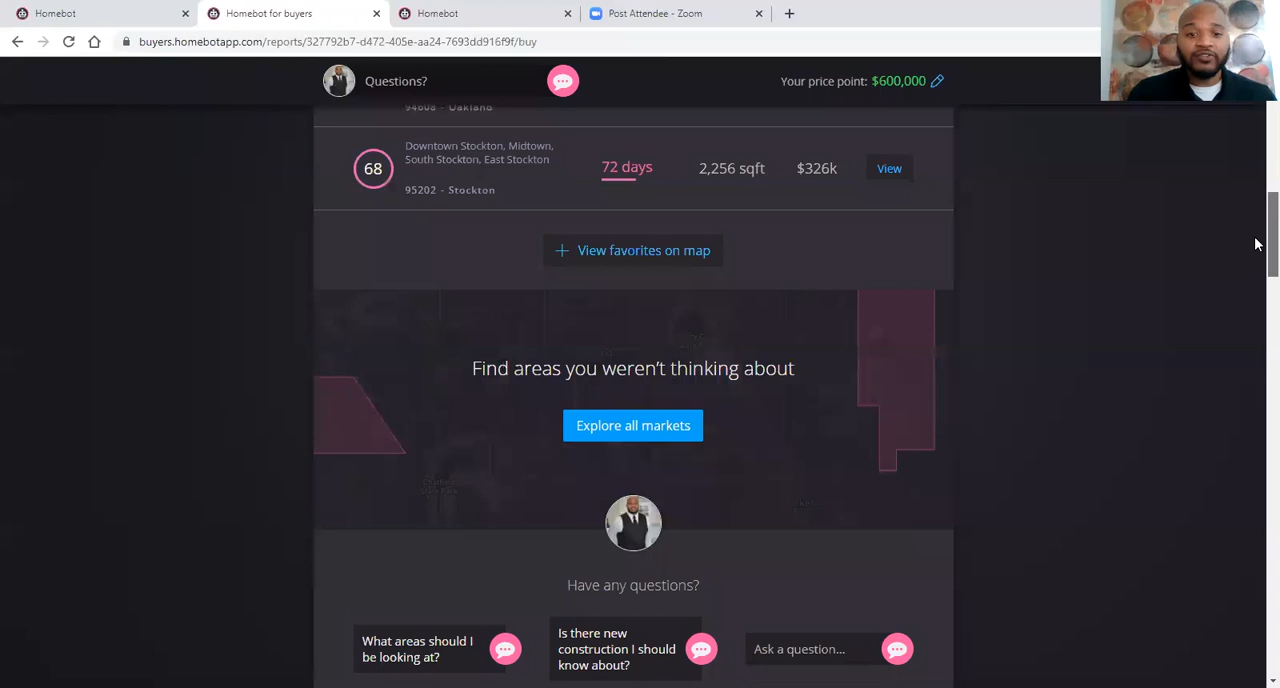 Homebot
Homebot for buyers
Homebot
Post Attendee - Zoom
buyers.homebotapp.com/reports/327792b7-d472-405e-aa24-7693dd916f9f/buy
Questions?
Your price point: $600,000
94608 - Oakland
68
Downtown Stockton, Midtown,
South Stockton, East Stockton
95202 - Stockton
72 days
2,256 sqft
$326k
View
View favorites on map
Find areas you weren't thinking about
Explore all markets
Have any questions?
What areas should I
be looking at?
Is there new
construction I should
know about?
Ask a question...